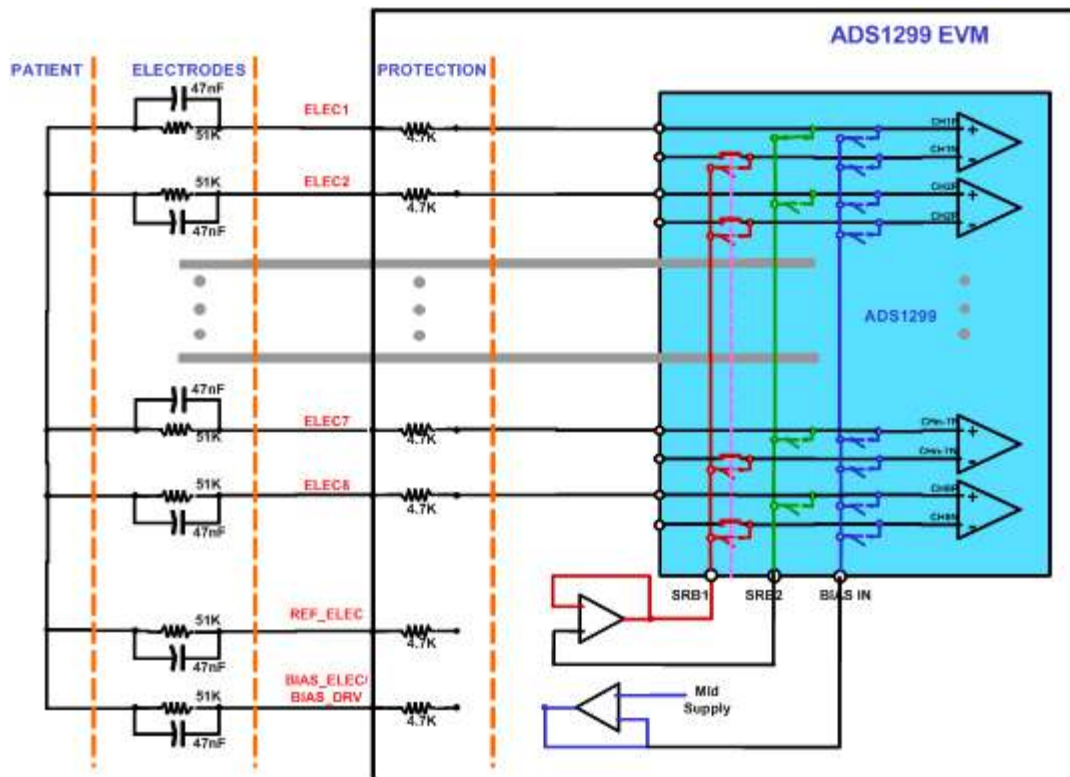 ADS1299 EVM
PATIENT
ELECTRODES
PROTECTION
47nF
ELEC1
51K
4.7K
CH1P
CH1N
51K
ELEC2
47nF
4.7K
CH2P
CH2P
ADS1299
47nF
ELEC7
51K
4.7K
51K
ELEC8
47nF
4.7K
CH8P
CH8N
SRB1
SRB2
BIAS IN
51K
REF_ELEC
47nF
4.7K
51K
BIAS_ELEC/
BIAS_DRV
47nF
4.7K
Mid
Supply